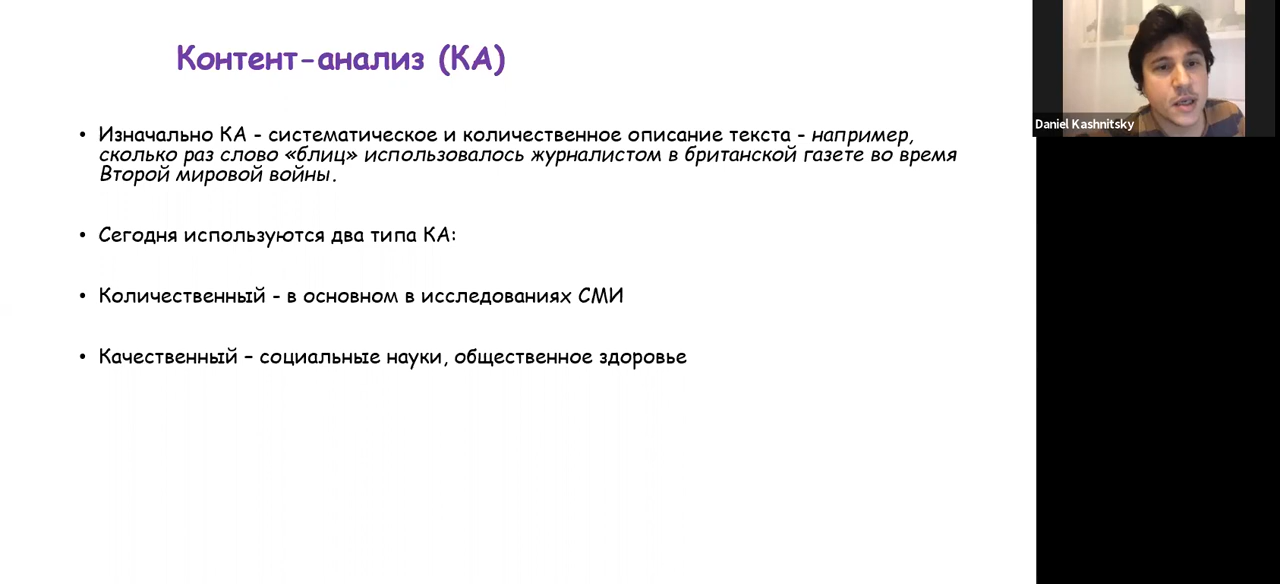 Контент-анализ (КА)
• Изначально КА - систематическое и количественное описание текста - например,
сколько раз слово «блиц» использовалось журналистом в британской газете во время
Второй мировой войны.
• Сегодня используются два типа КА:
• Количественный - в основном в исследованиях СМИ
• Качественный – социальные науки, общественное здоровье
Daniel Kashnitsky